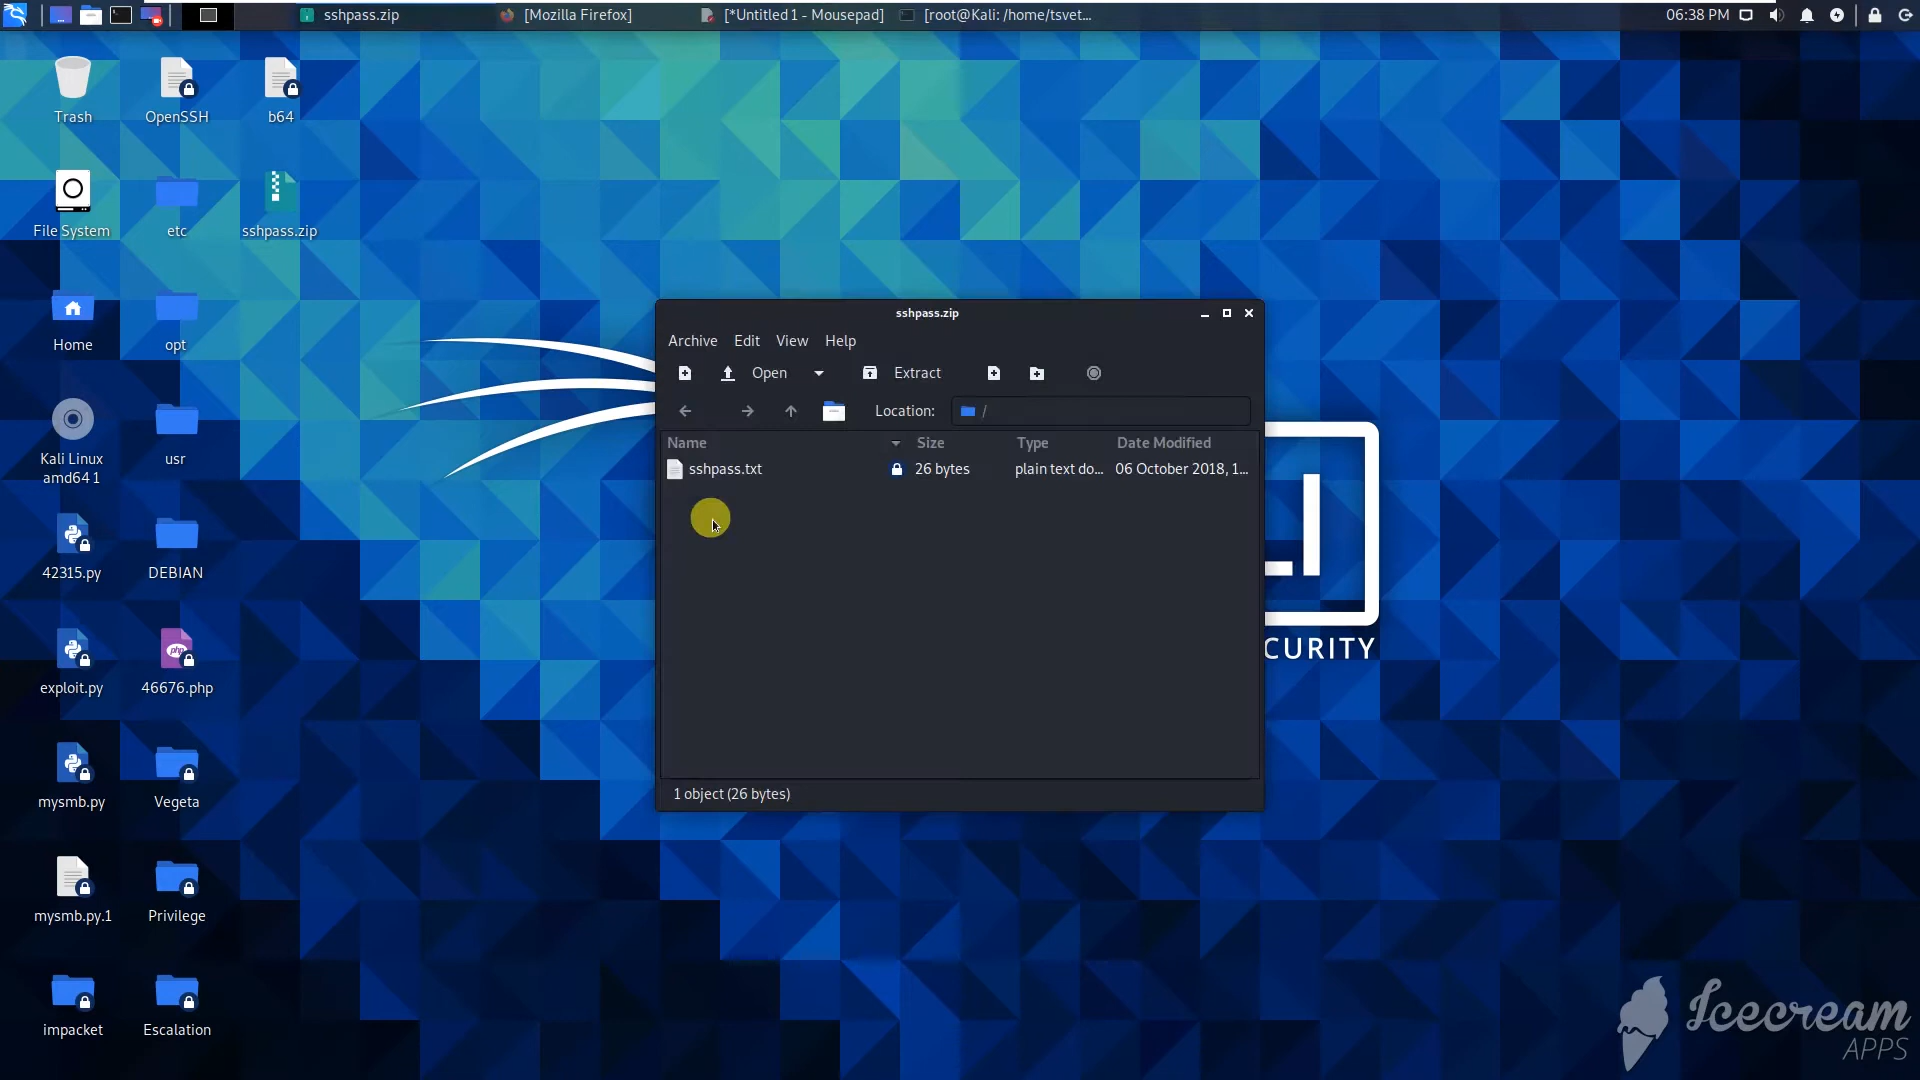 sshpass.zip
[Mozilla Firefox]
[*Untitled 1 - Mousepad]
[root@Kali: /home/tsvet...
06:38 PM
Trash
OpenSSH
b64
File System
etc
sshpass.zip
Home
opt
Kali Linux
amd64 1
usr
42315.py
DEBIAN
exploit.py
46676.php
php
mysmb.py
Vegeta
mysmb.py.1
Privilege
impacket
Escalation
sshpass.zip
Archive Edit View Help
Open
Extract
Location: /
Name Size Type Date Modified
sshpass.txt 26 bytes plain text do... 06 October 2018, 1...
1 object (26 bytes)
LI
CURITY
Icecream
APPS